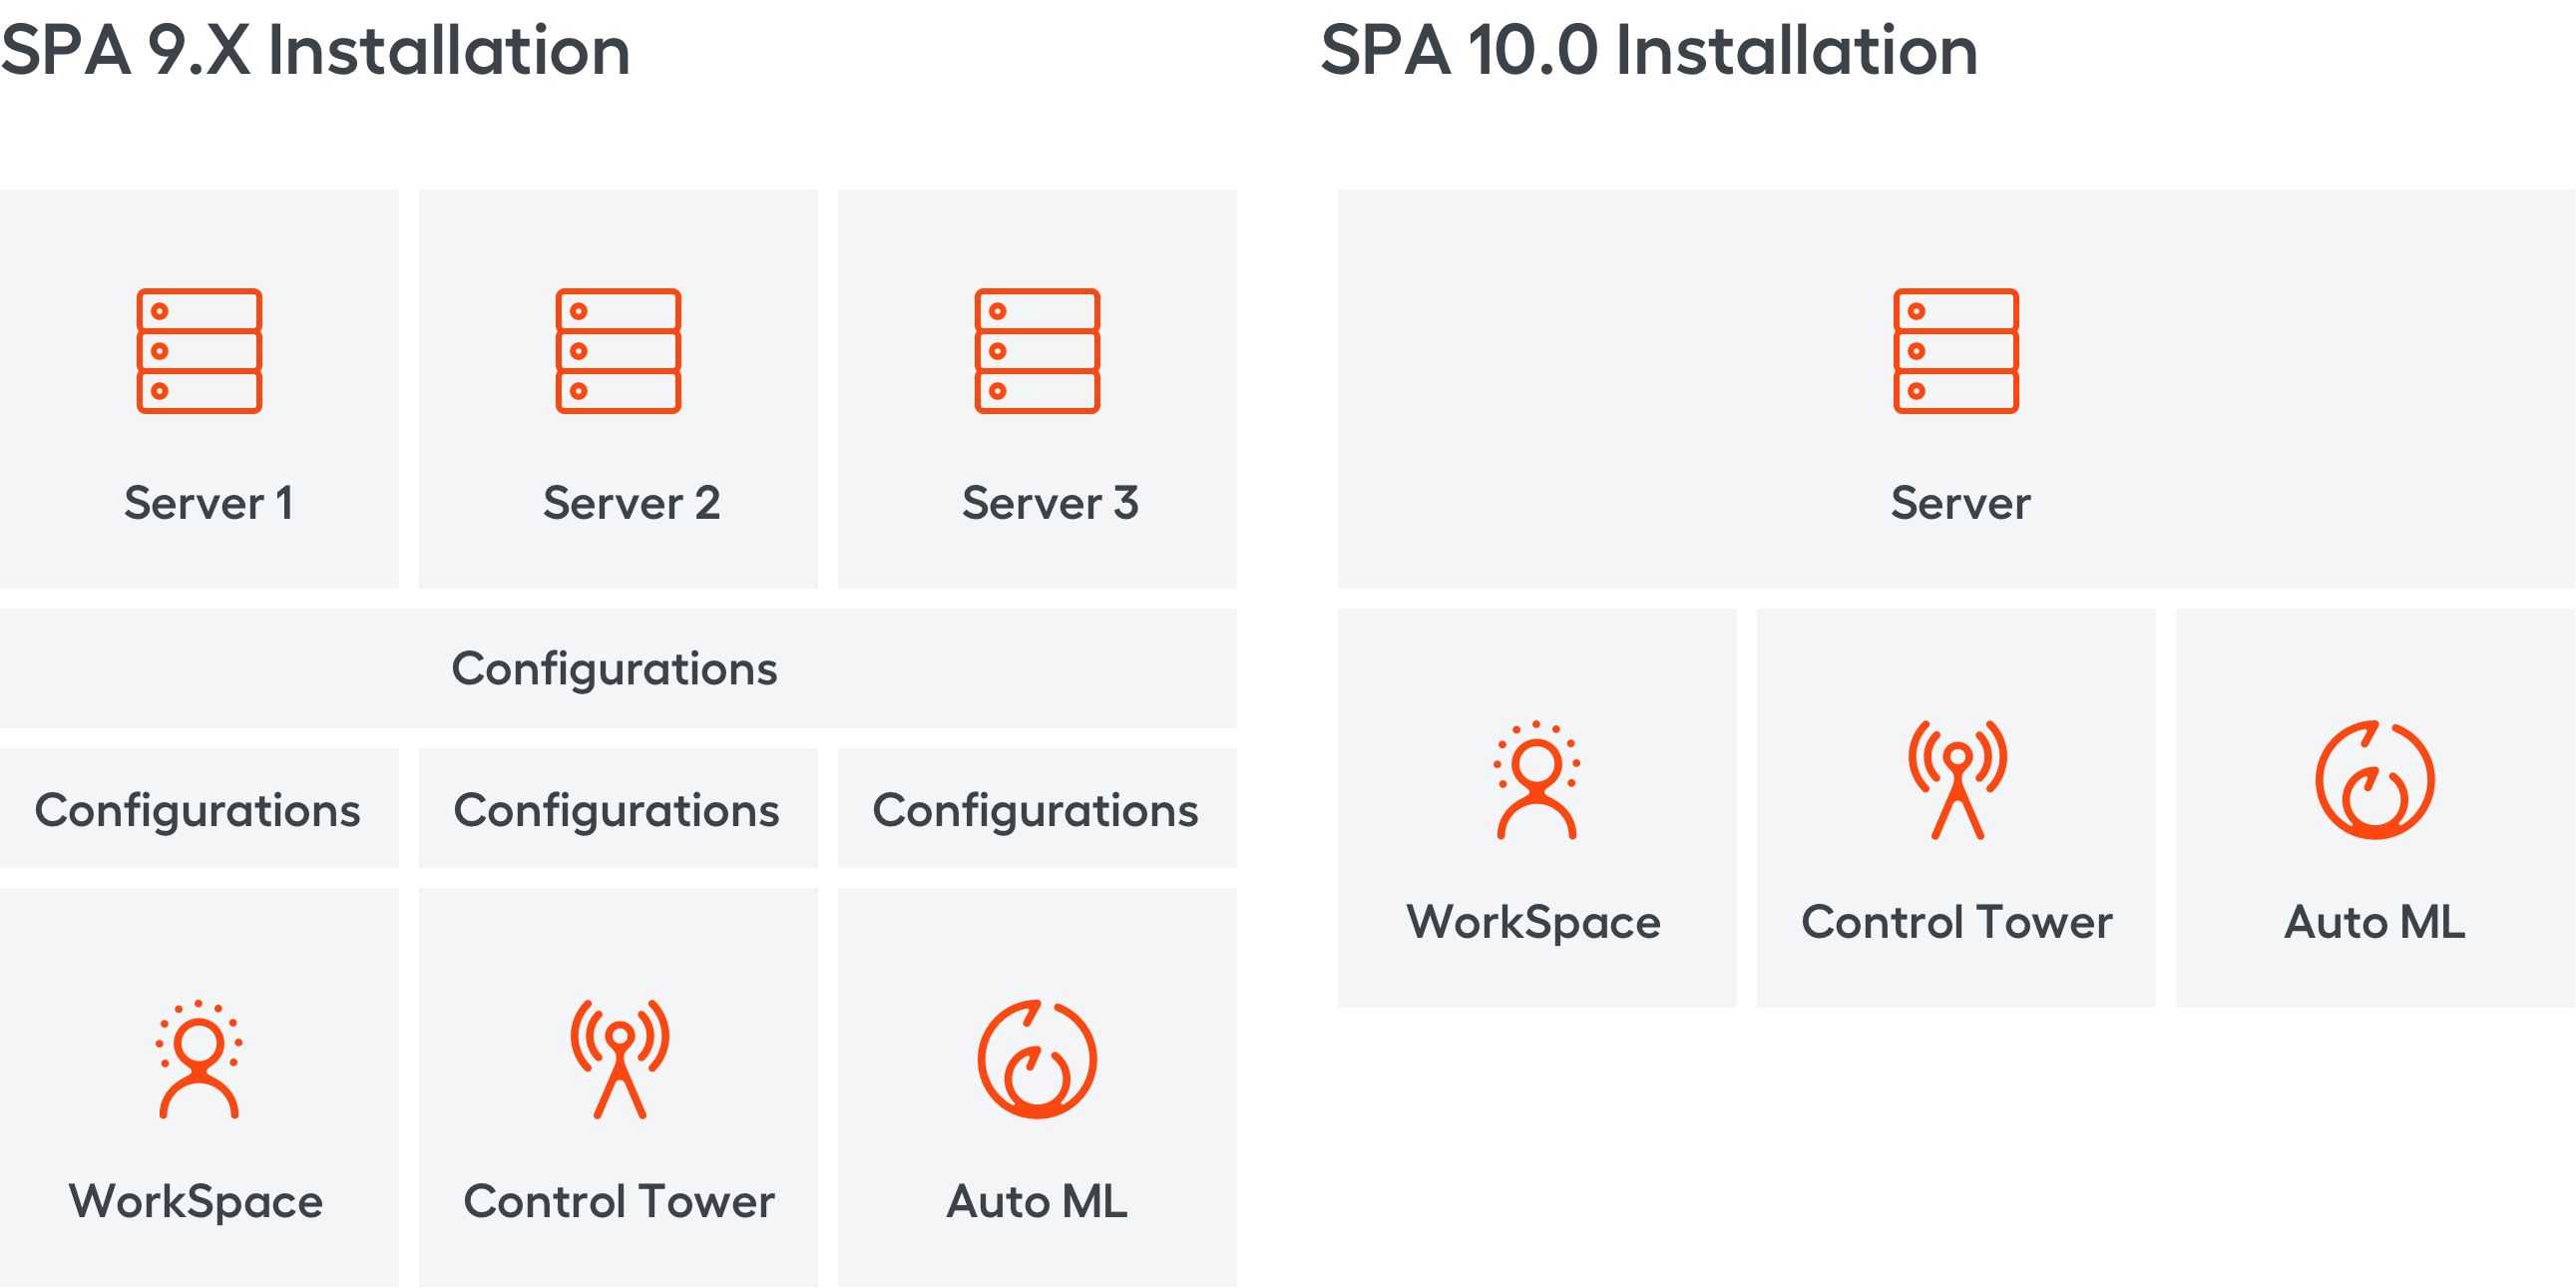 SPA 9.X Installation
Server 1
Server 2
Server 3
Configurations
Configurations
Configurations
Configurations
WorkSpace
Control Tower
Auto ML
SPA 10.0 Installation
Server
WorkSpace
Control Tower
Auto ML